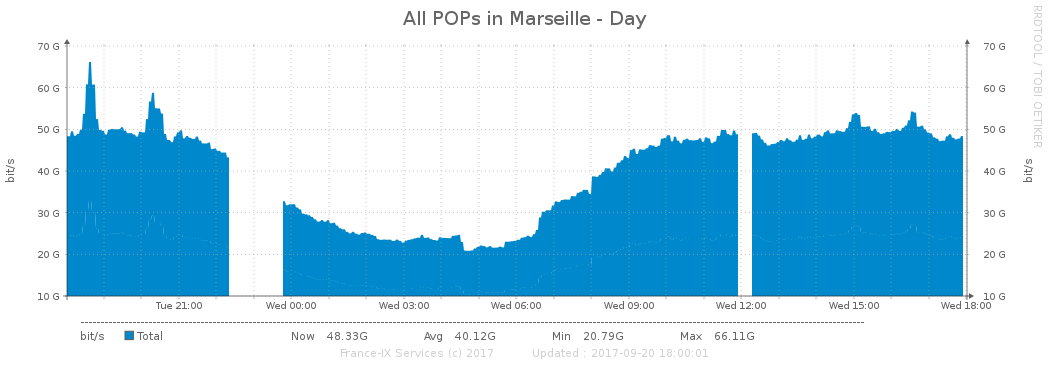 All POPs in Marseille - Day
RRDTOOL / TOBI OETIKER
70 G 70 G
60 G 60 G
50 G 50 G
40 G 40 G
30 G 30 G
20 G 20 G
10 G 10 G
bit/s bit/s
Tue 21:00 Wed 00:00 Wed 03:00 Wed 06:00 Wed 09:00 Wed 12:00 Wed 15:00 Wed 18:00
bit/s Total Now 48.33G Avg 40.12G Min 20.79G Max 66.11G
France-IX Services (c) 2017 Updated : 2017-09-20 18:00:01